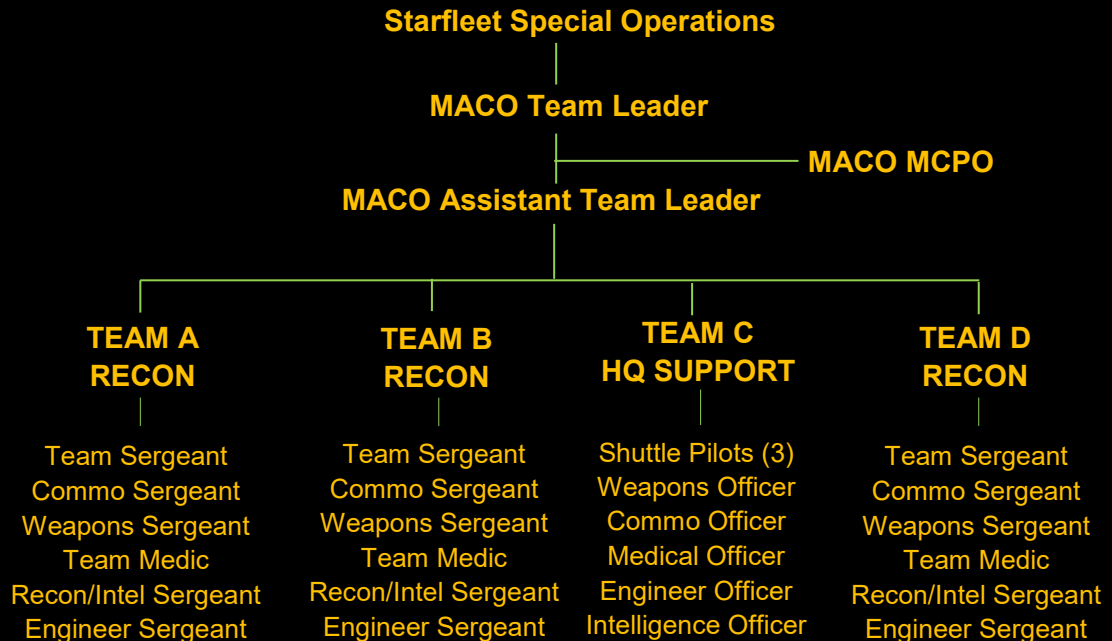 Starfleet Special Operations
MACO Team Leader
MACO MCPO
MACO Assistant Team Leader
TEAM A
RECON
Team Sergeant
Commo Sergeant
Weapons Sergeant
Team Medic
Recon/Intel Sergeant
Engineer Sergeant
TEAM B
RECON
Team Sergeant
Commo Sergeant
Weapons Sergeant
Team Medic
Recon/Intel Sergeant
Engineer Sergeant
TEAM C
HQ SUPPORT
Shuttle Pilots (3)
Weapons Officer
Commo Officer
Medical Officer
Engineer Officer
Intelligence Officer
TEAM D
RECON
Team Sergeant
Commo Sergeant
Weapons Sergeant
Team Medic
Recon/Intel Sergeant
Engineer Sergeant